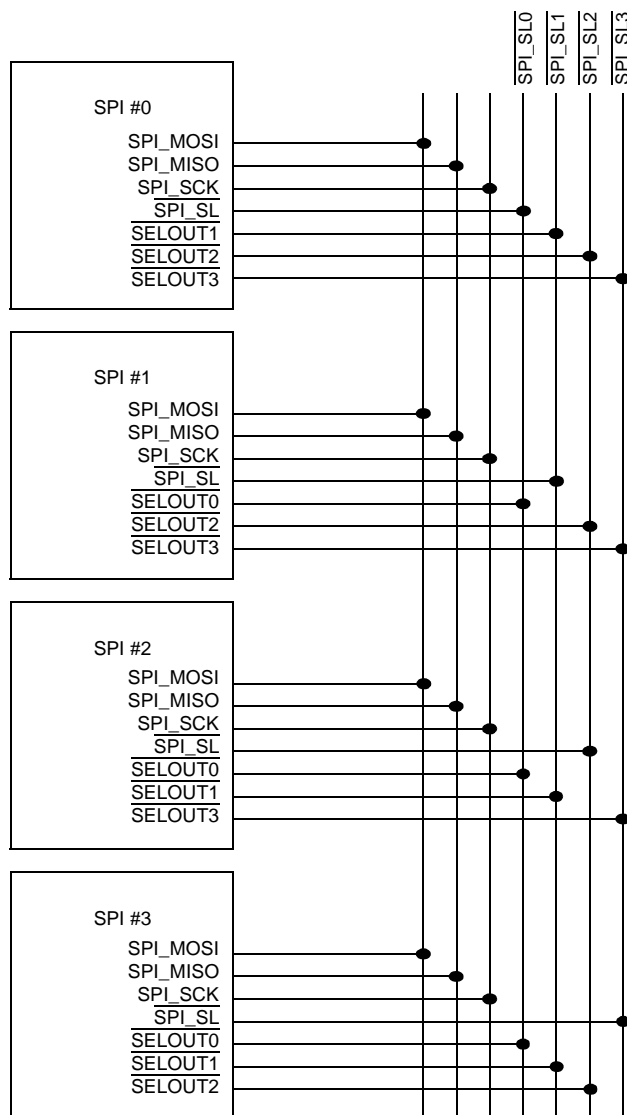 SPI_SL0
SPI_SL1
SPI_SL2
SPI_SL3
SPI #0
SPI_MOSI
SPI_MISO
SPI_SCK
SPI_SL
SELOUT1
SELOUT2
SELOUT3
SPI #1
SPI_MOSI
SPI_MISO
SPI_SCK
SPI_SL
SELOUT0
SELOUT2
SELOUT3
SPI #2
SPI_MOSI
SPI_MISO
SPI_SCK
SPI_SL
SELOUT0
SELOUT1
SELOUT3
SPI #3
SPI_MOSI
SPI_MISO
SPI_SCK
SPI_SL
SELOUT0
SELOUT1
SELOUT2